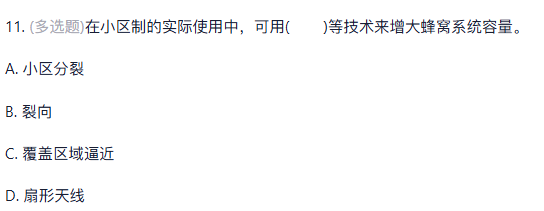 11. (多选题)在小区制的实际使用中，可用(        )等技术来增大蜂窝系统容量。
A. 小区分裂
B. 裂向
C. 覆盖区域逼近
D. 扇形天线